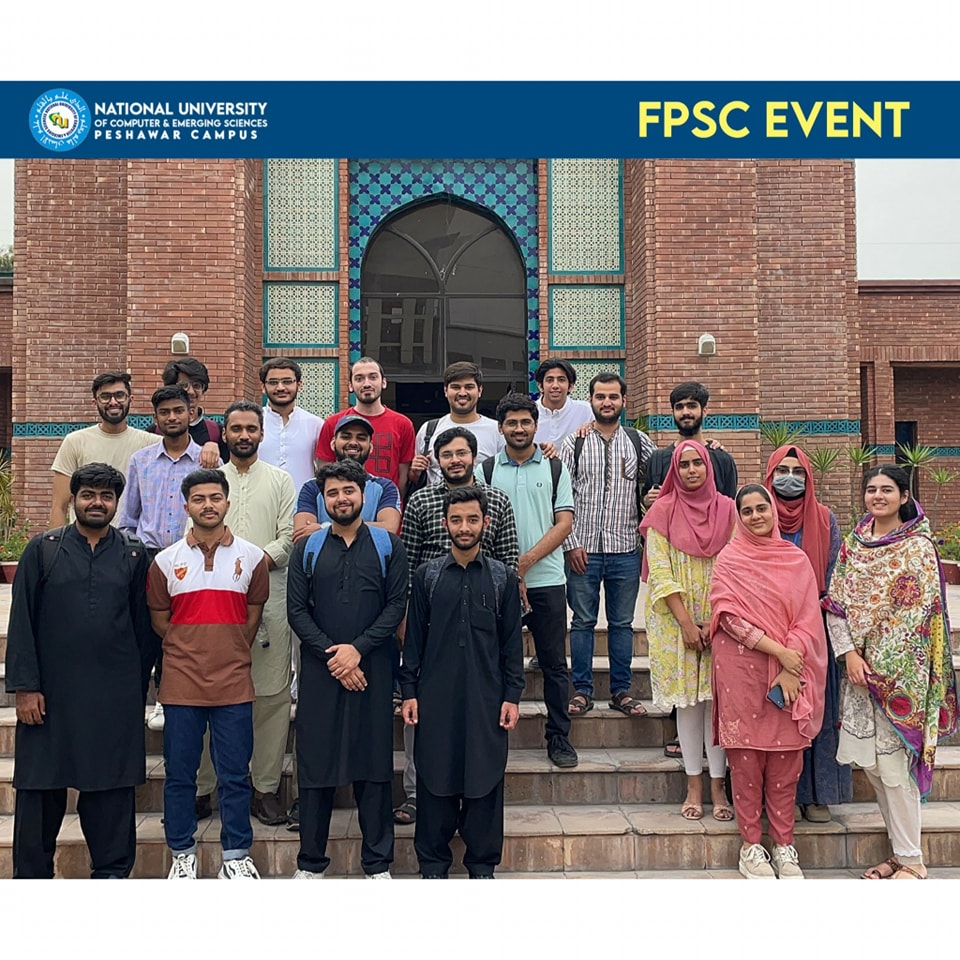 NATIONAL UNIVERSITY
OF COMPUTER & EMERGING SCIENCES
PESHAWAR CAMPUS
FPSC EVENT